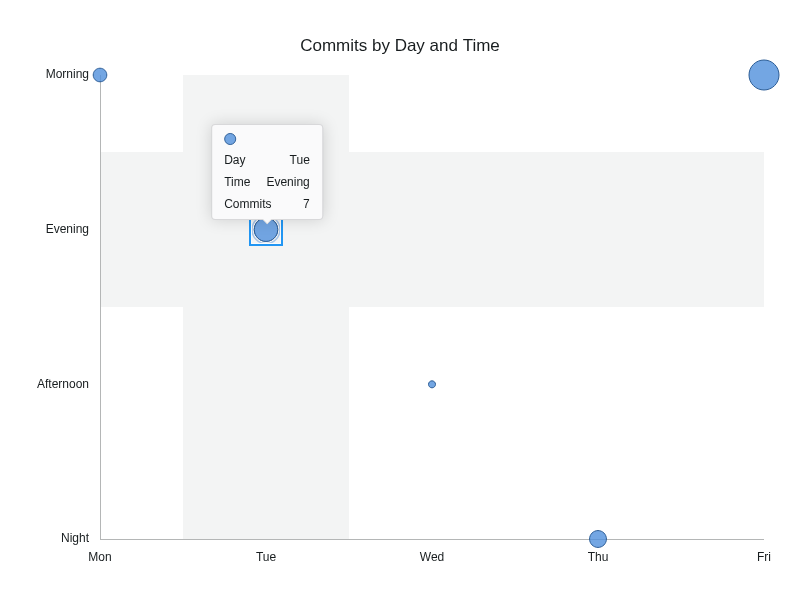 Commits by Day and Time
Morning
Day Tue
Time Evening
Commits 7
Evening
Afternoon
Night
Mon Tue Wed Thu Fri